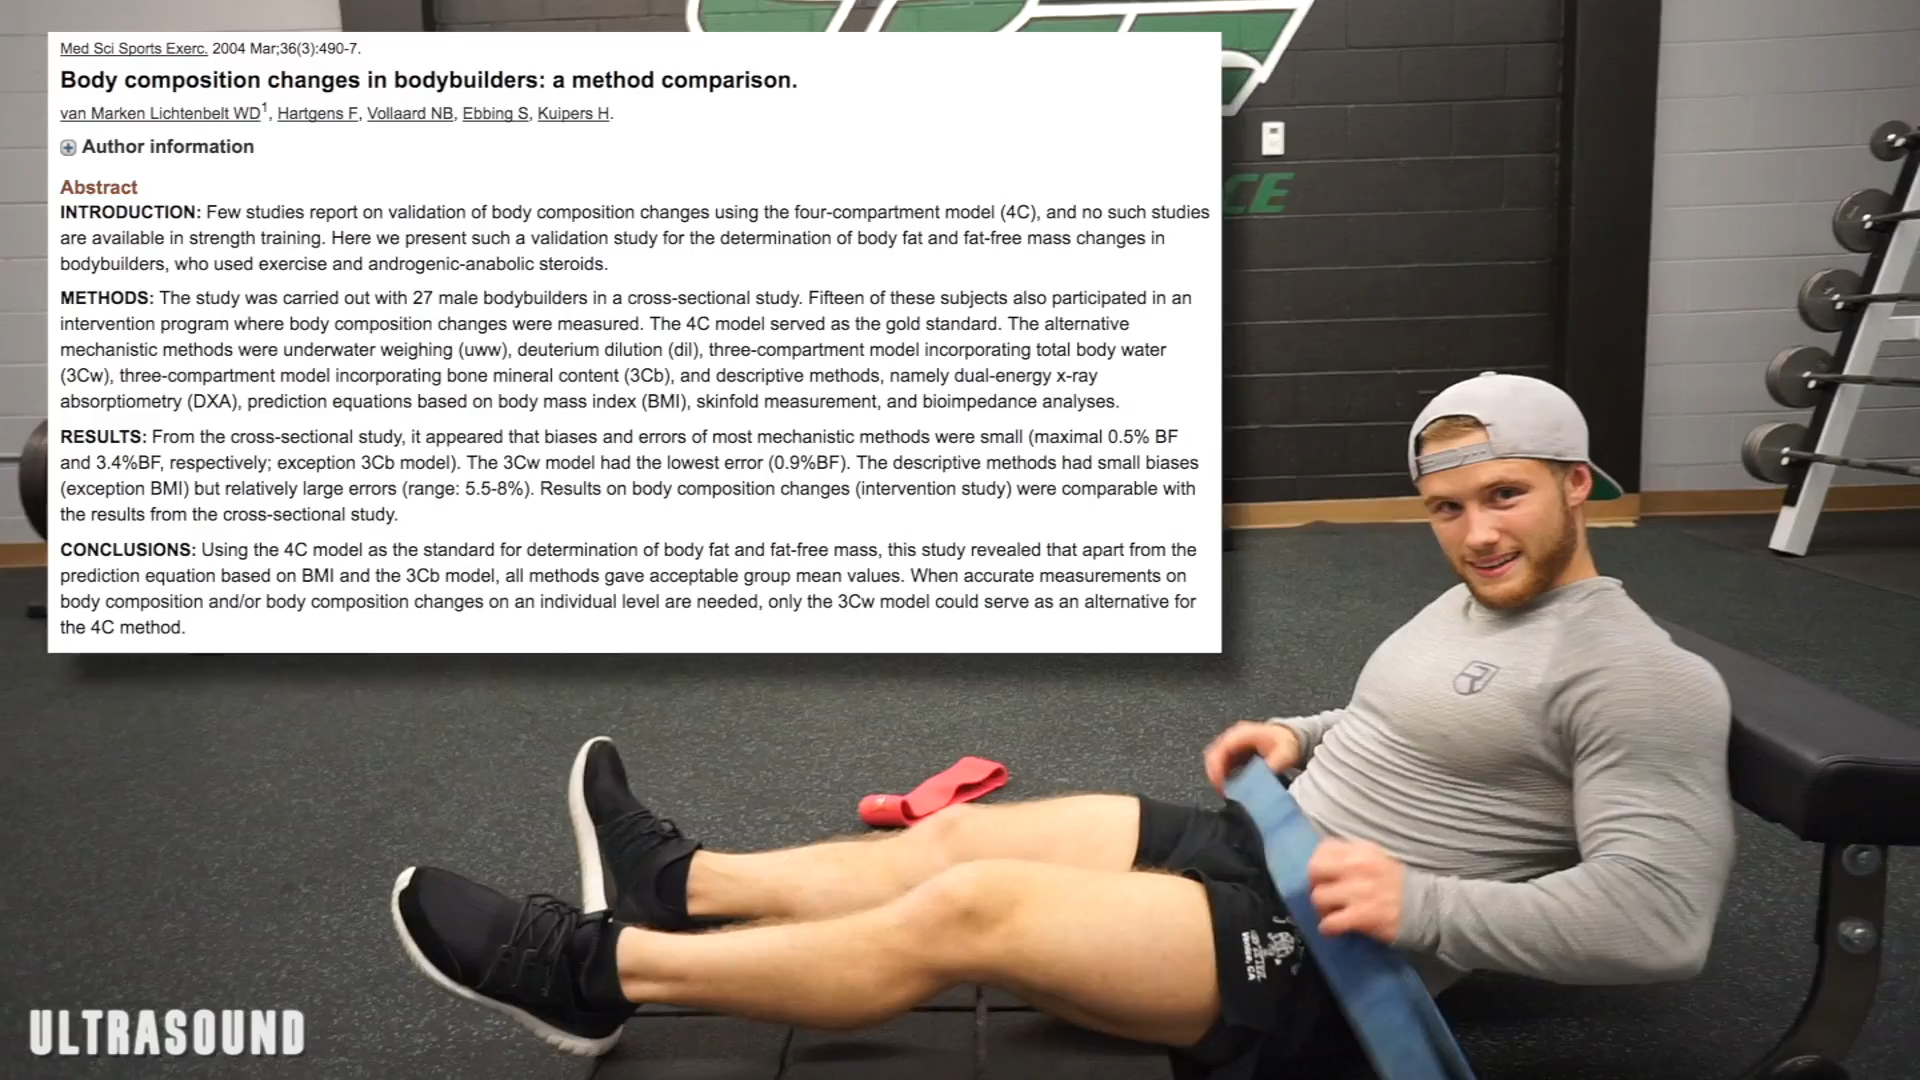 Med Sci Sports Exerc. 2004 Mar;36(3):490-7.
Body composition changes in bodybuilders: a method comparison.
van Marken Lichtenbelt WD1, Hartgens F, Vollaard NB, Ebbing S, Kuipers H.
Author information
Abstract
INTRODUCTION: Few studies report on validation of body composition changes using the four-compartment model (4C), and no such studies
are available in strength training. Here we present such a validation study for the determination of body fat and fat-free mass changes in
bodybuilders, who used exercise and androgenic-anabolic steroids.
METHODS: The study was carried out with 27 male bodybuilders in a cross-sectional study. Fifteen of these subjects also participated in an
intervention program where body composition changes were measured. The 4C model served as the gold standard. The alternative
mechanistic methods were underwater weighing (uww), deuterium dilution (dil), three-compartment model incorporating total body water
(3Cw), three-compartment model incorporating bone mineral content (3Cb), and descriptive methods, namely dual-energy x-ray
absorptiometry (DXA), prediction equations based on body mass index (BMI), skinfold measurement, and bioimpedance analyses.
RESULTS: From the cross-sectional study, it appeared that biases and errors of most mechanistic methods were small (maximal 0.5% BF
and 3.4%BF, respectively; exception 3Cb model). The 3Cw model had the lowest error (0.9%BF). The descriptive methods had small biases
(exception BMI) but relatively large errors (range: 5.5-8%). Results on body composition changes (intervention study) were comparable with
the results from the cross-sectional study.
CONCLUSIONS: Using the 4C model as the standard for determination of body fat and fat-free mass, this study revealed that apart from the
prediction equation based on BMI and the 3Cb model, all methods gave acceptable group mean values. When accurate measurements on
body composition and/or body composition changes on an individual level are needed, only the 3Cw model could serve as an alternative for
the 4C method.
CE
ULTRASOUND